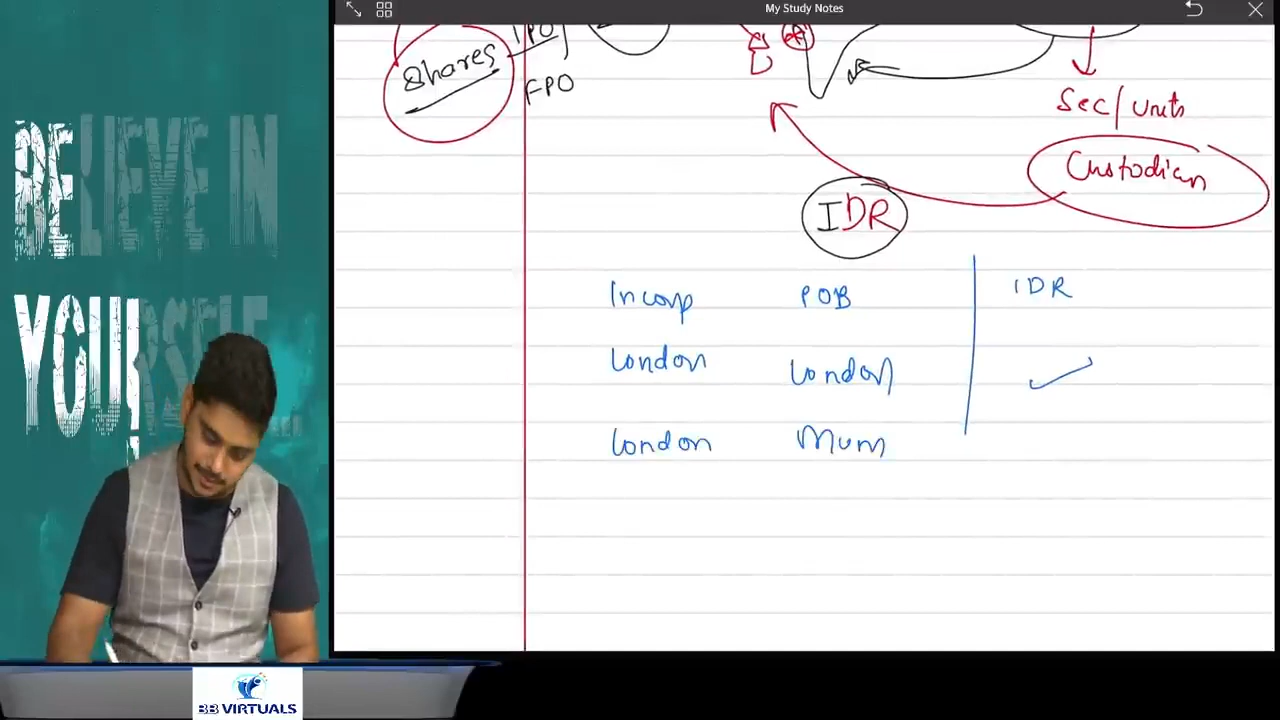 My Study Notes
IPO
Shares
FPO
Sec/units
Custodian
IDR
Incorp POB IDR
London London
London Mum
BELIEVE IN
YOURSELF...
BB VIRTUALS